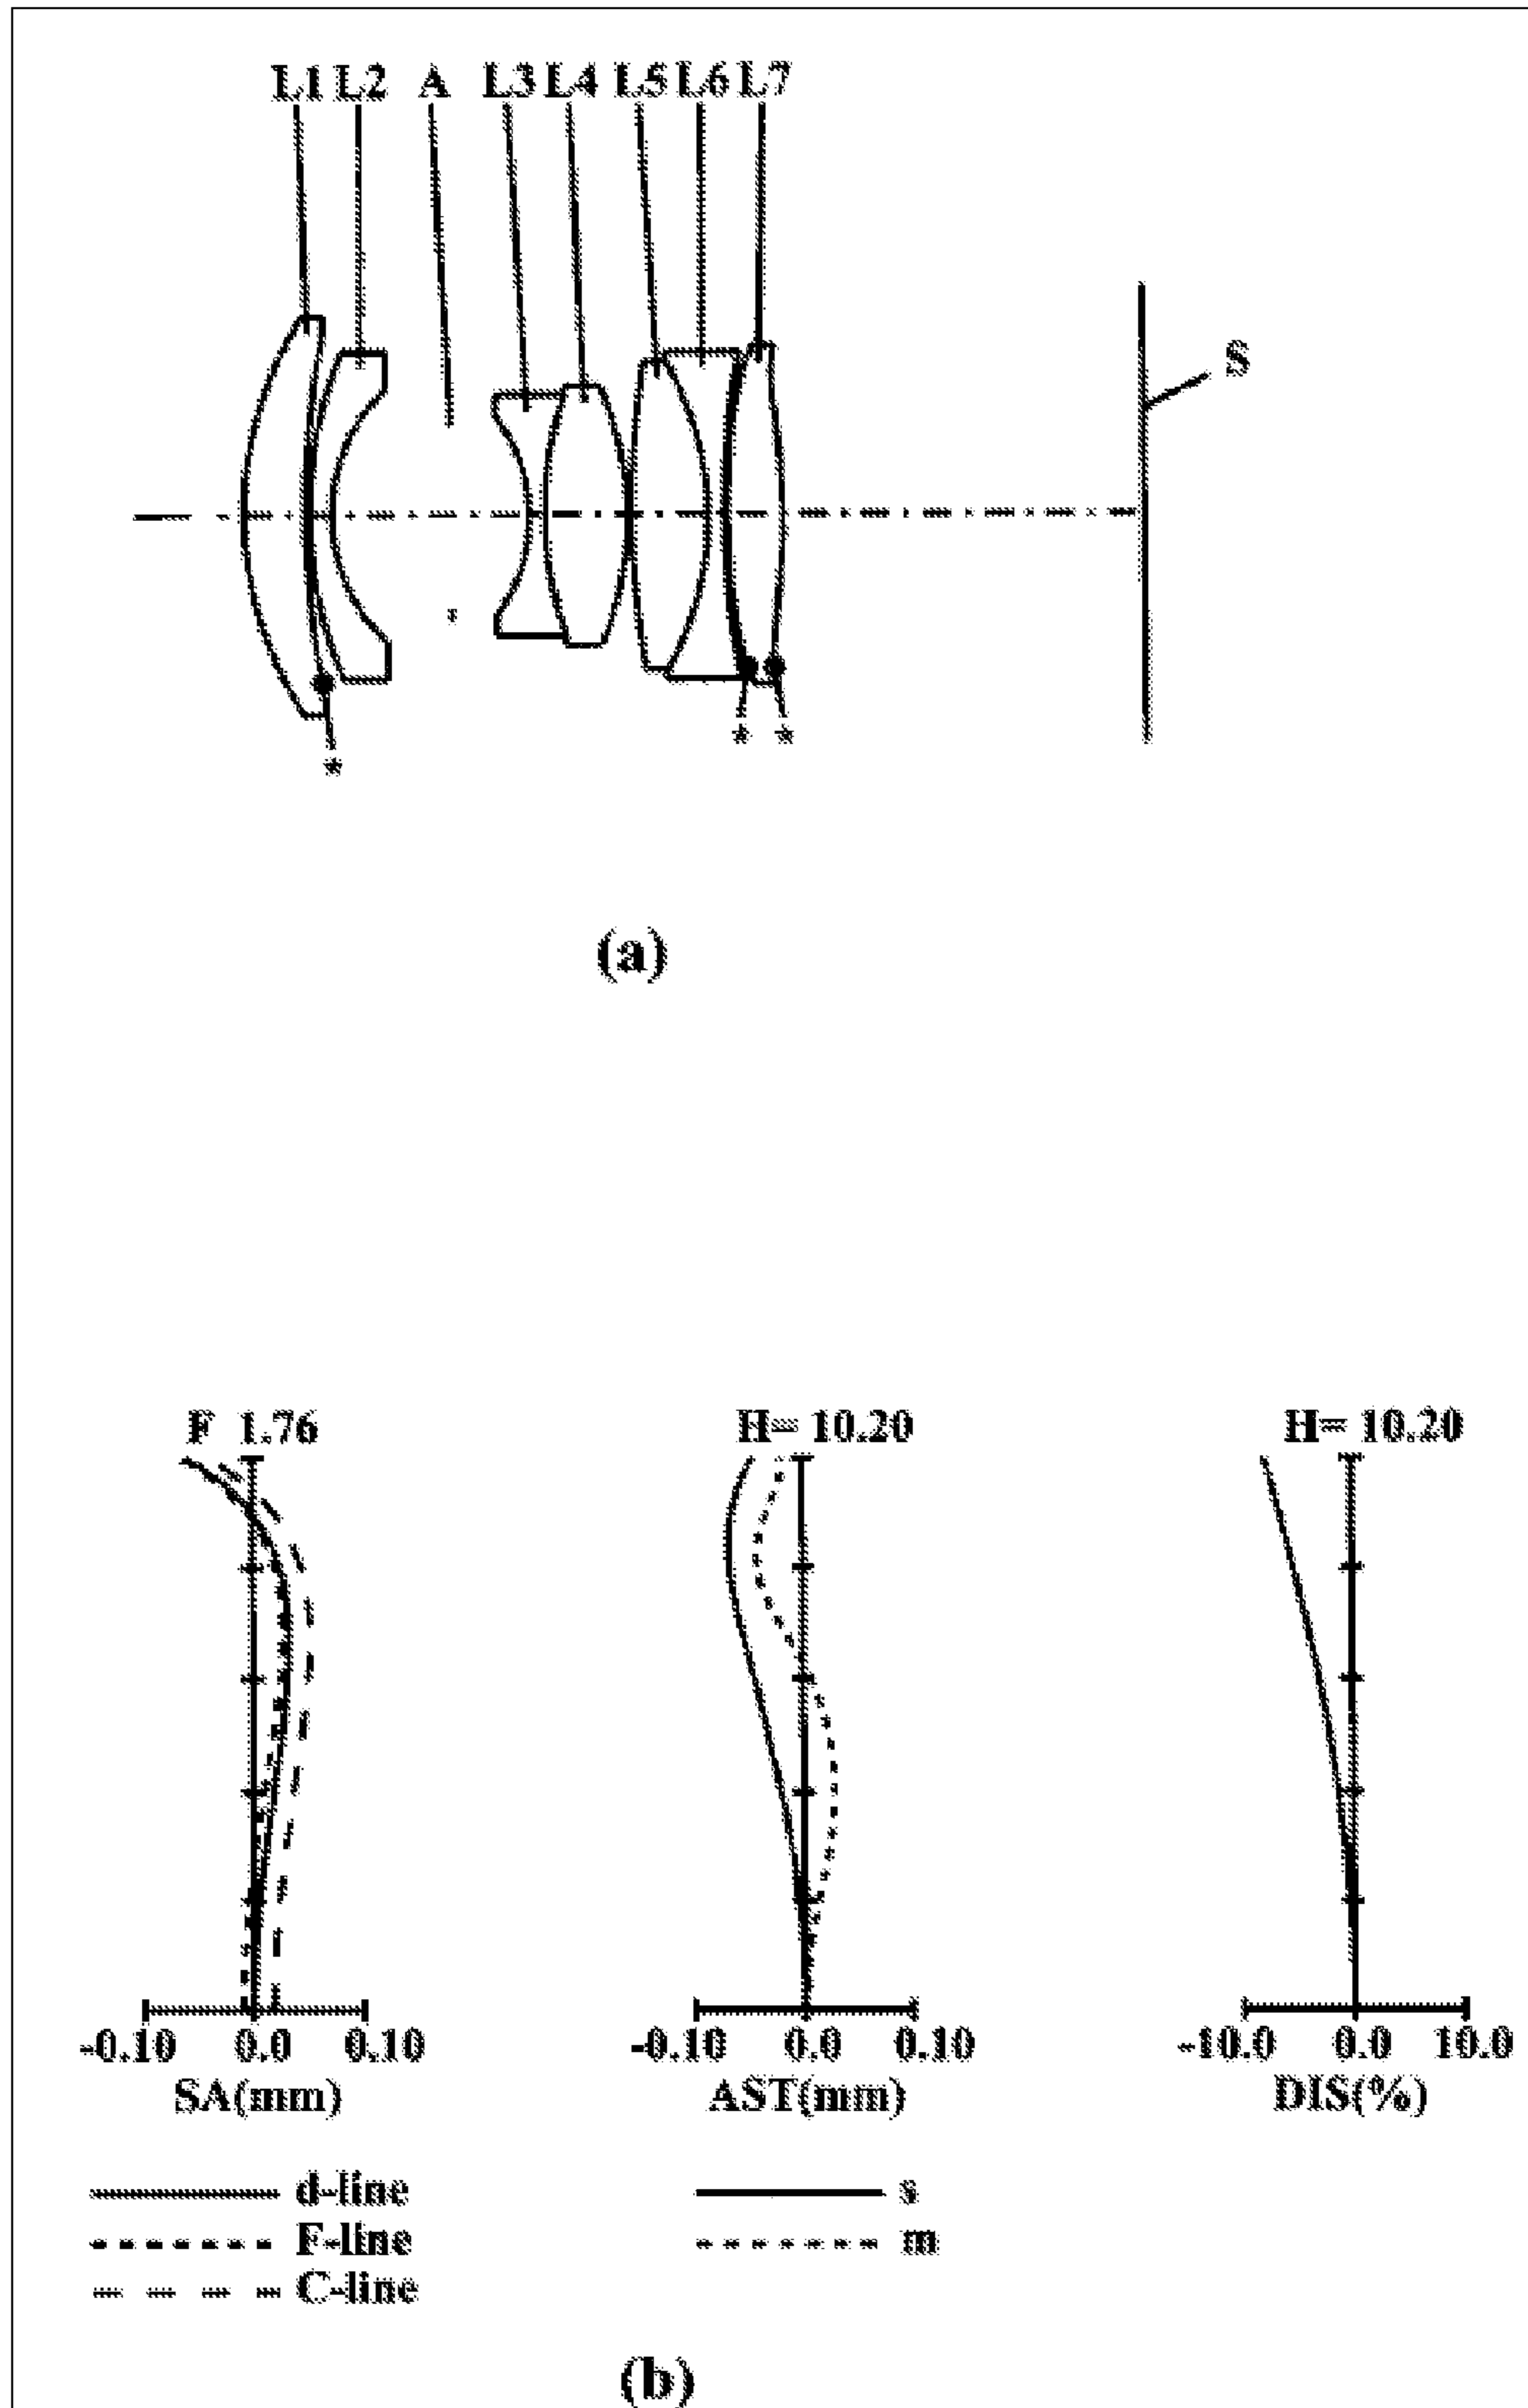 L1 L2 A L3 L4 L5 L6 L7
S
* * *
(a)
F 1.76 H= 10.20 H= 10.20
-0.10 0.0 0.10 -0.10 0.0 0.10 -10.0 0.0 10.0
SA(mm) AST(mm) DIS(%)
d-line s
F-line m
C-line
(b)